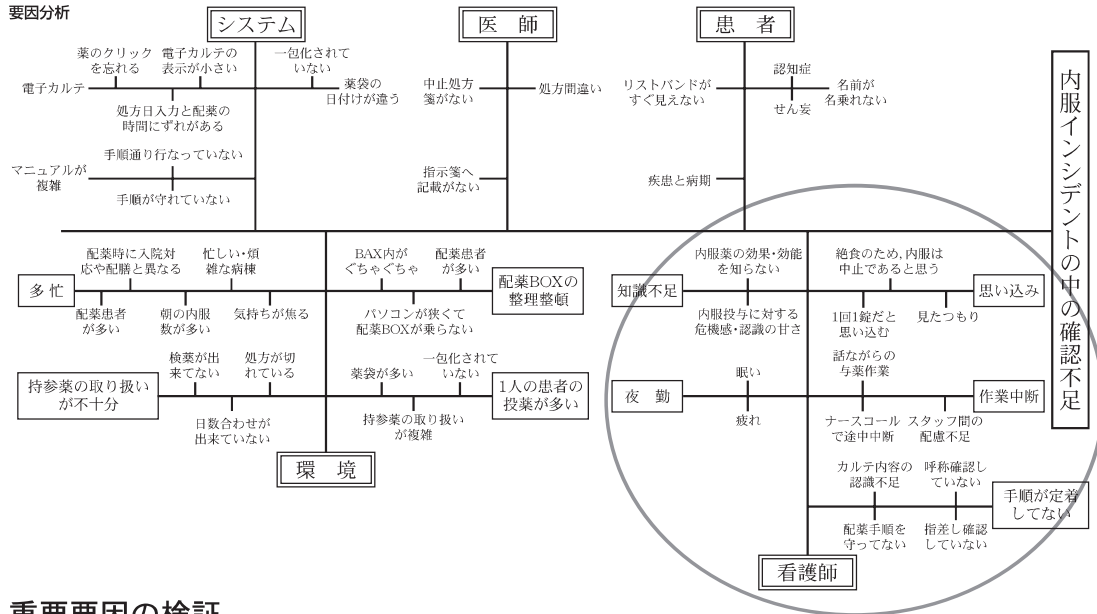 要因分析
システム
医 師
患 者
薬のクリック
を忘れる
電子カルテの
表示が小さい
一包化されて
いない
電子カルテ
薬袋の
日付けが違う
処方日入力と配薬の
時間にずれがある
手順通り行なっていない
マニュアルが
複雑
手順が守れていない
中止処方
箋がない
処方間違い
指示箋へ
記載がない
リストバンドが
すぐ見えない
認知症
せん妄
名前が
名乗れない
疾患と病期
内服インシデントの中の確認不足
配薬時に入院対
応や配膳と異なる
忙しい・煩
雑な病棟
多 忙
配薬患者
が多い
朝の内服
数が多い
気持ちが焦る
BAX内が
ぐちゃぐちゃ
配薬患者
が多い
配薬BOXの
整理整頓
パソコンが狭くて
配薬BOXが乗らない
検薬が出
来てない
処方が切
れている
持参薬の取り扱い
が不十分
日数合わせが
出来ていない
薬袋が多い
一包化されて
いない
1人の患者の
投薬が多い
持参薬の取り扱い
が複雑
環 境
内服薬の効果・効能
を知らない
知識不足
内服投与に対する
危機感・認識の甘さ
絶食のため,内服は
中止であると思う
思い込み
1回1錠だと
思い込む
見たつもり
眠い
夜 勤
疲れ
話ながらの
与薬作業
作業中断
ナースコール
で途中中断
スタッフ間の
配慮不足
カルテ内容の
認識不足
呼称確認し
ていない
手順が定着
してない
配薬手順を
守ってない
指差し確認
していない
看護師
重要要因の検証